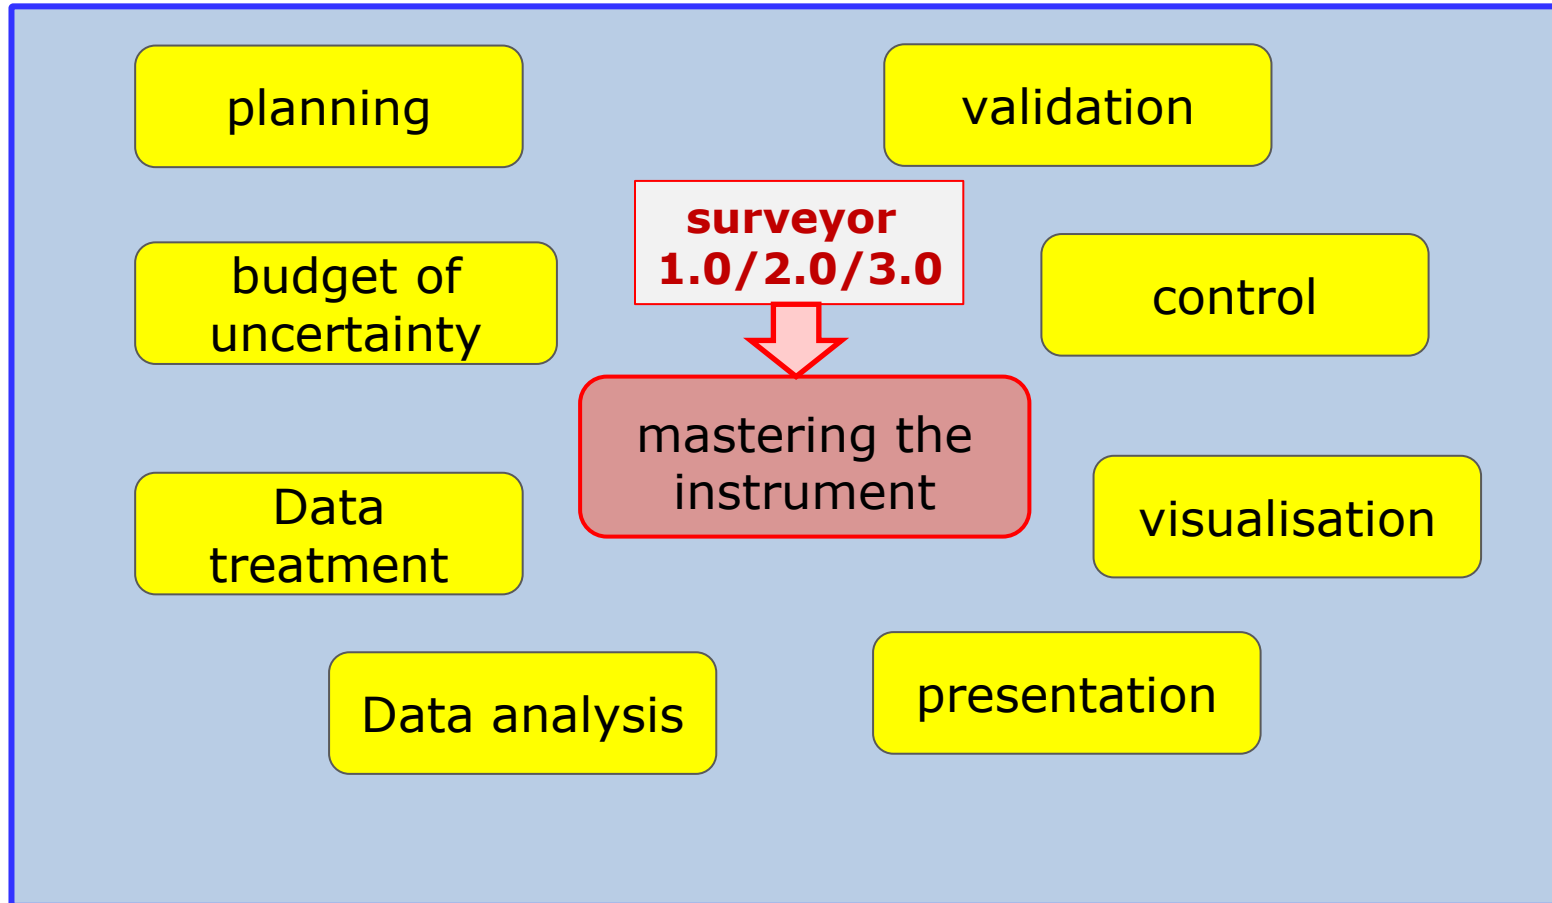 planning
validation
surveyor
1.0/2.0/3.0
budget of
uncertainty
control
mastering the
instrument
Data
treatment
visualisation
Data analysis
presentation